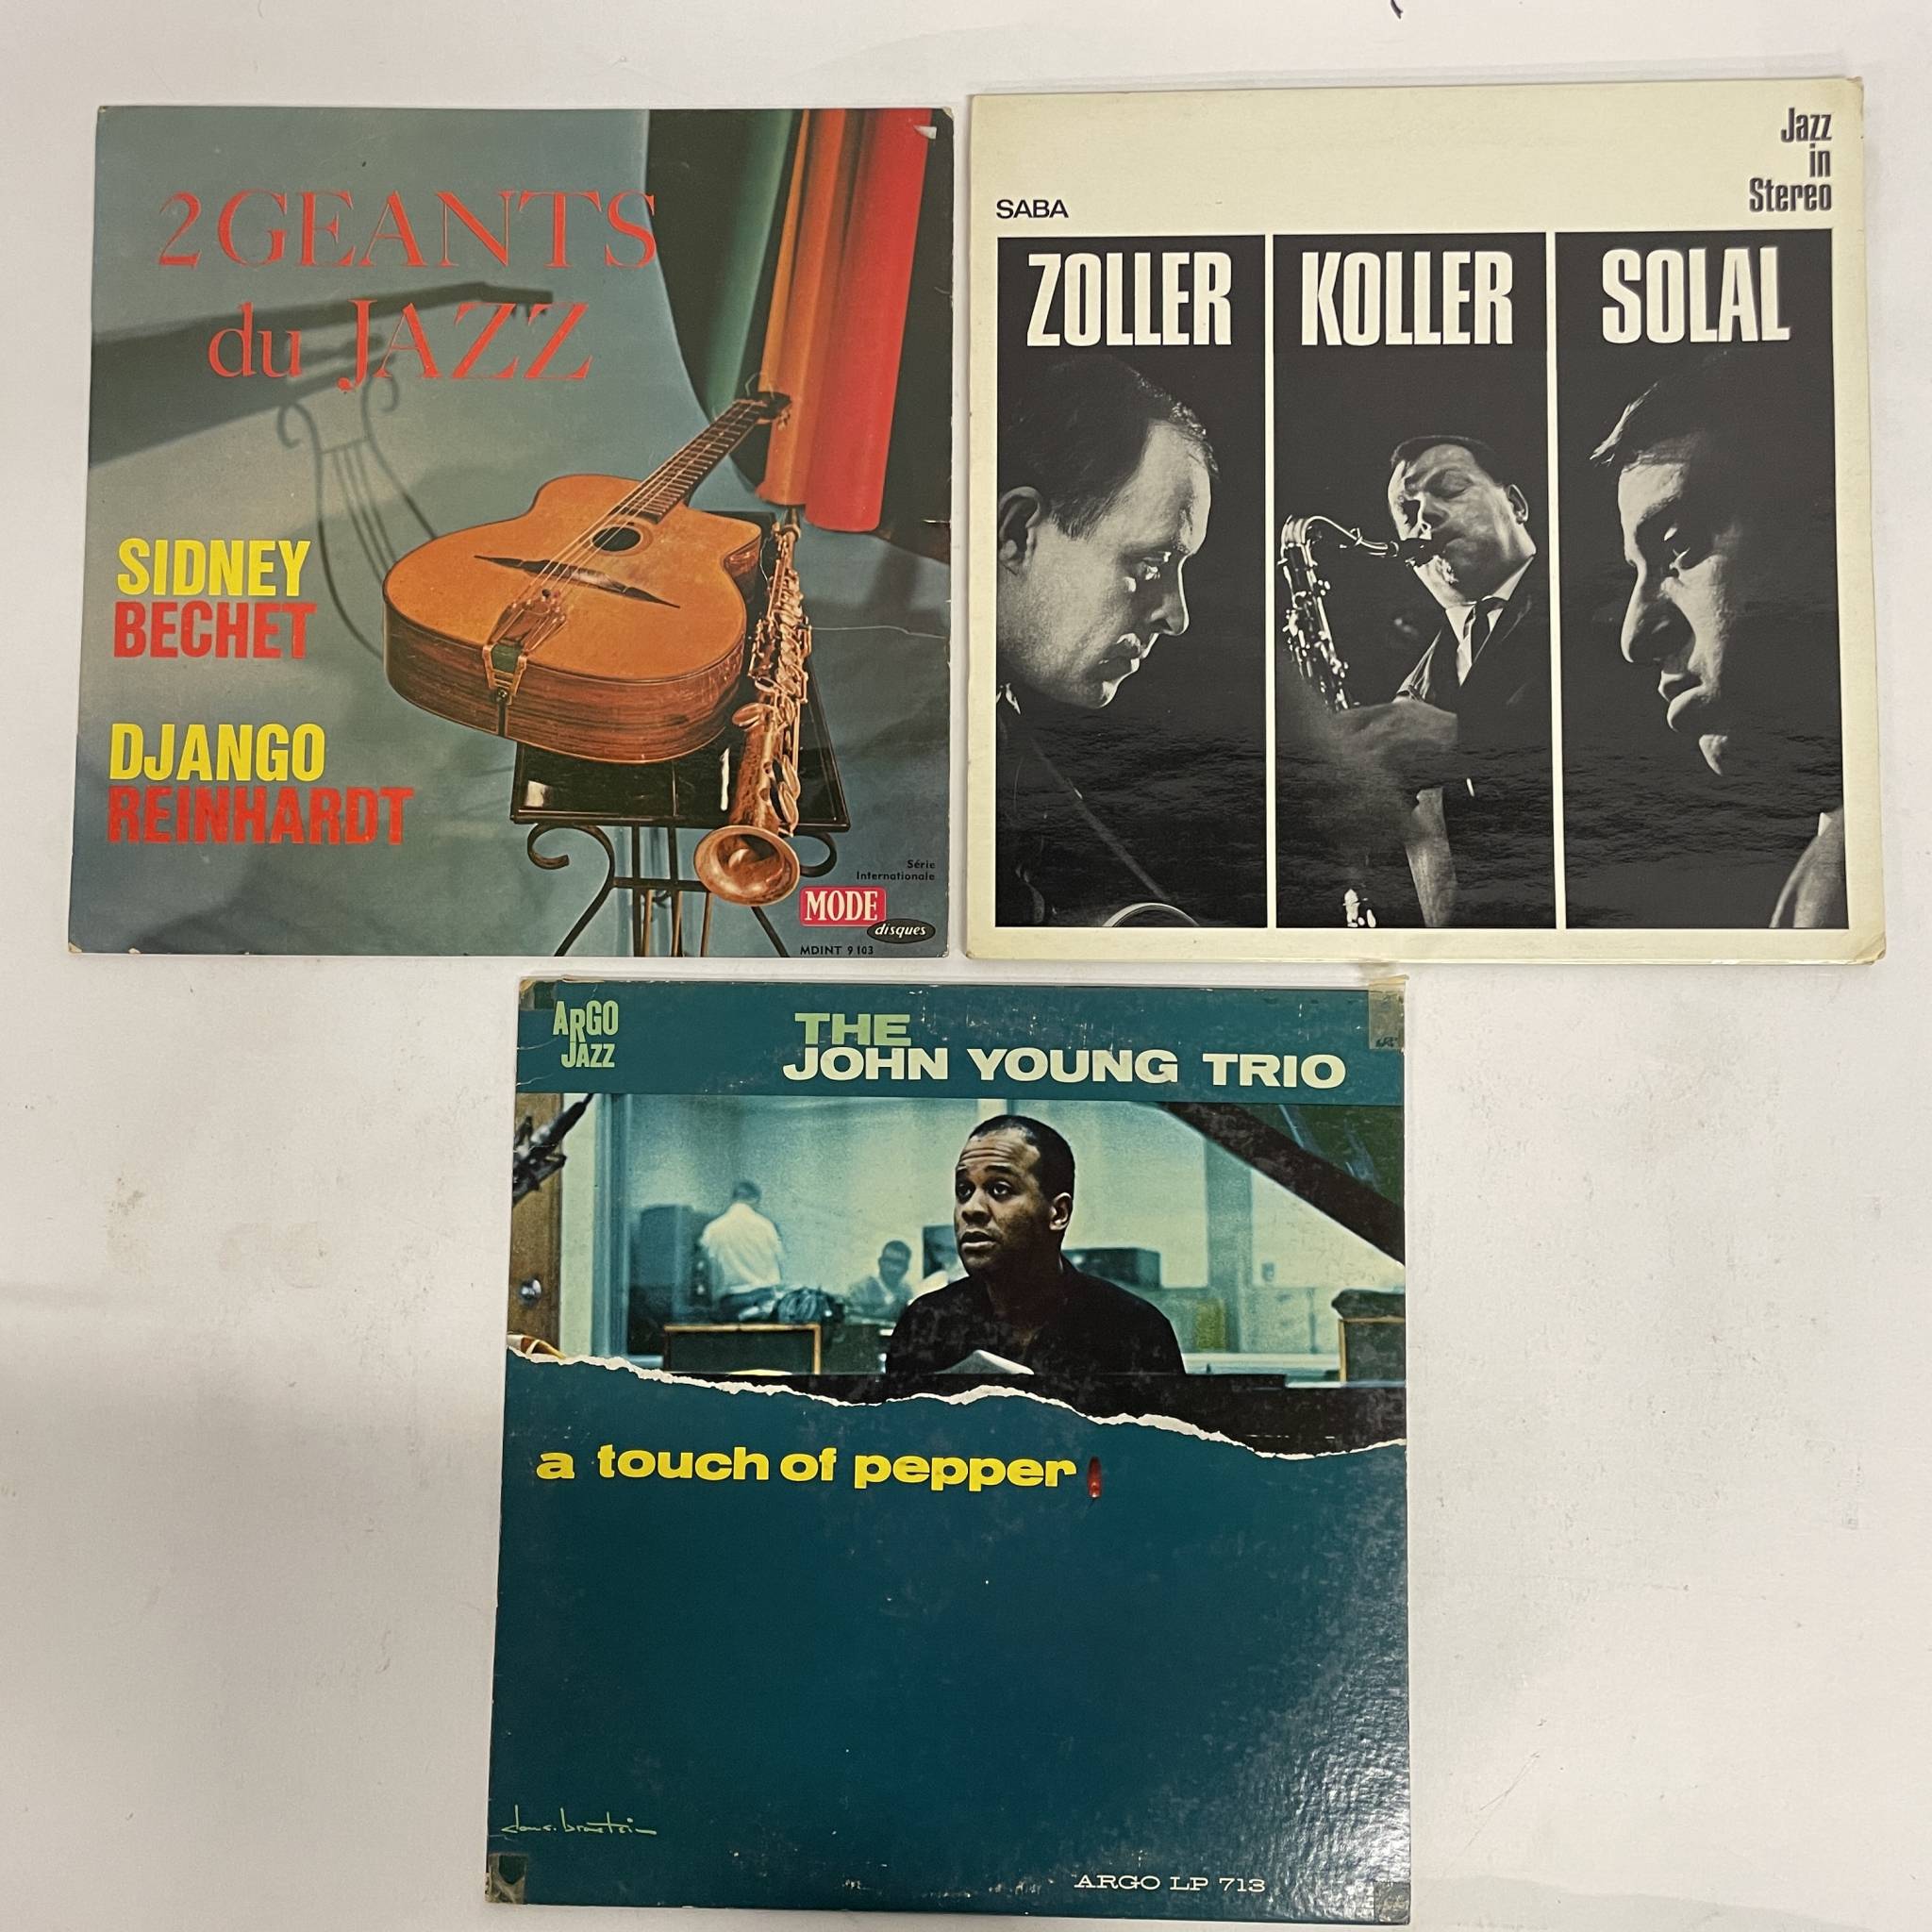 2 GEANTS
du JAZZ
SIDNEY
BECHET
DJANGO
REINHARDT
Série
Internationale
MODE
disques
MDINT 9103
Jazz
in
Stereo
SABA
ZOLLER KOLLER SOLAL
ARGO
JAZZ
THE
JOHN YOUNG TRIO
a touch of pepper
ARGO LP 713